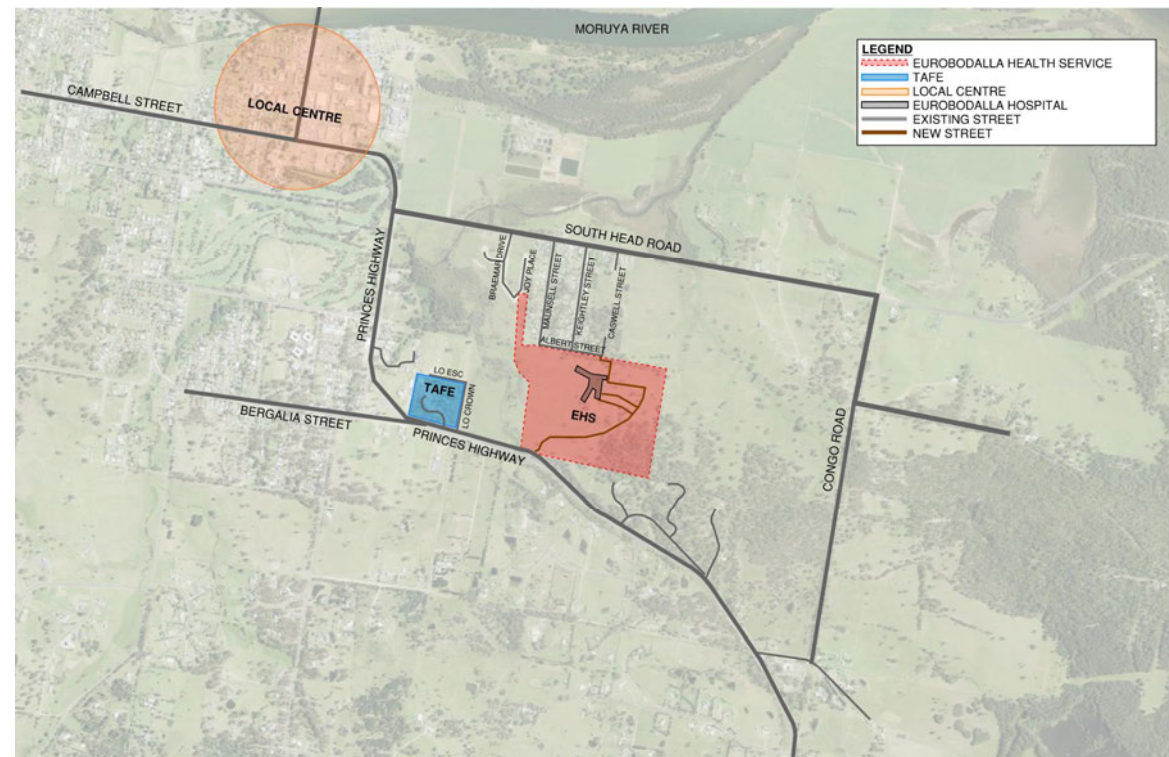 MORUYA RIVER
LEGEND
EUROBODALLA HEALTH SERVICE
TAFE
LOCAL CENTRE
EUROBODALLA HOSPITAL
EXISTING STREET
NEW STREET
CAMPBELL STREET
LOCAL CENTRE
SOUTH HEAD ROAD
PRINCES HIGHWAY
BRAEMAR DRIVE
JOY PLACE
MAUNSELL STREET
KEIGHTLEY STREET
CASWELL STREET
ALBERT STREET
LO ESC
TAFE
LO CROWN
EHS
BERGALIA STREET
PRINCES HIGHWAY
CONGO ROAD